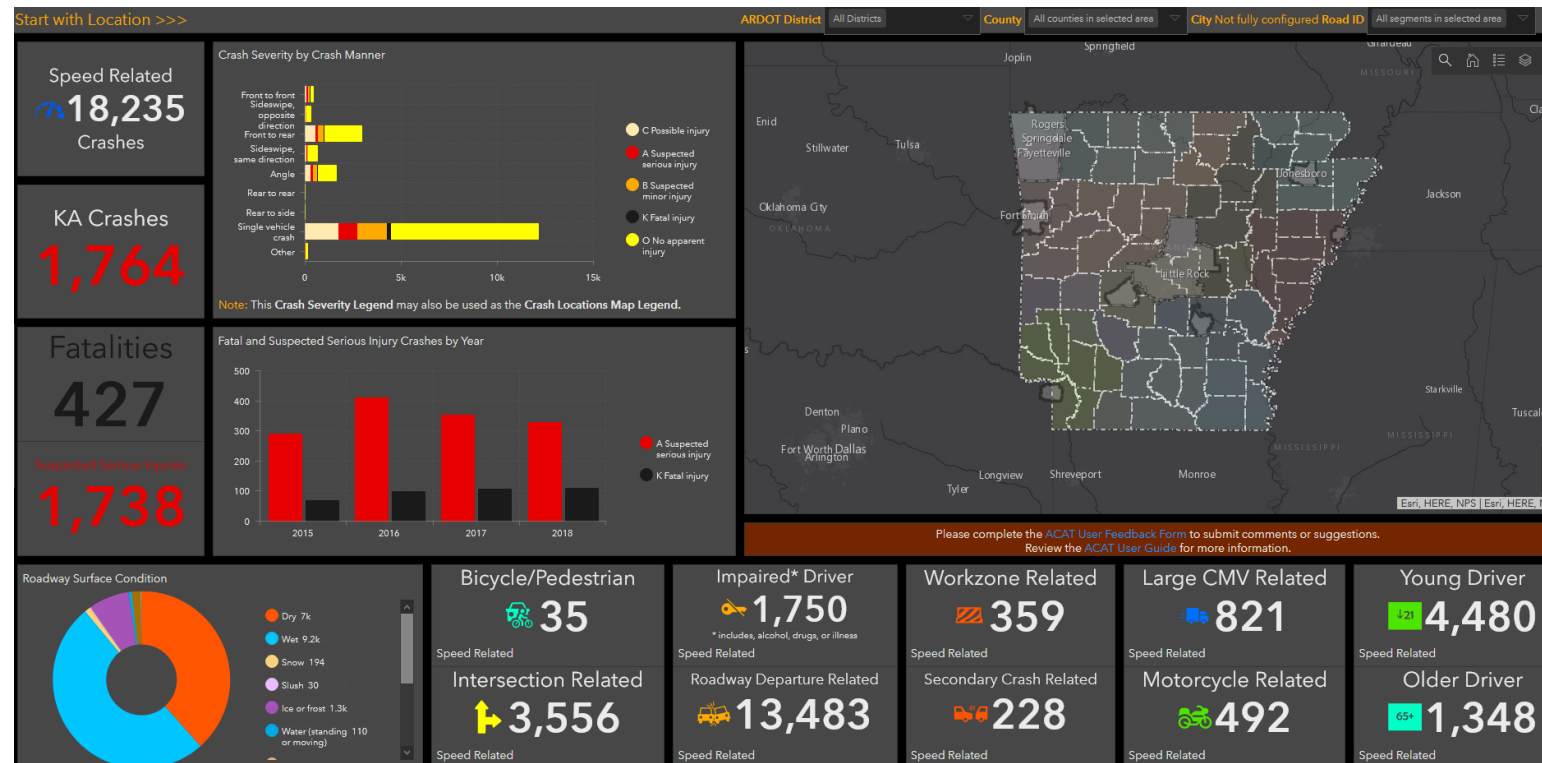 Start with Location >>>
ARDOT District All Districts County All counties in selected area City Not fully configured Road ID All segments in selected area
Speed Related
18,235
Crashes
KA Crashes
1,764
Fatalities
427
Suspected Serious Injuries
1,738
Crash Severity by Crash Manner
Front to front
Sideswipe,
opposite
direction
Front to rear
Sideswipe,
same direction
Angle
Rear to rear
Rear to side
Single vehicle
crash
Other
0 5k 10k 15k
C Possible injury
A Suspected
serious injury
B Suspected
minor injury
K Fatal injury
O No apparent
injury
Note: This Crash Severity Legend may also be used as the Crash Locations Map Legend.
Fatal and Suspected Serious Injury Crashes by Year
500
400
300
200
100
0
2015 2016 2017 2018
A Suspected
serious injury
K Fatal injury
Springfield
Joplin
MISSOURI
Enid
Stillwater
Tulsa
Rogers
Springdale
Fayetteville
Jonesboro
Jackson
Oklahoma City
OKLAHOMA
Fort Smith
Little Rock
Starkville
Denton
Plano
Fort Worth Dallas
Arlington
MISSISSIPPI
MISSISSIPPI
Longview
Shreveport
Monroe
Tyler
Esri, HERE, NPS | Esri, HERE,
Please complete the ACAT User Feedback Form to submit comments or suggestions.
Review the ACAT User Guide for more information.
Roadway Surface Condition
Dry 7k
Wet 9.2k
Snow 194
Slush 30
Ice or frost 1.3k
Water (standing 110
or moving)
Bicycle/Pedestrian
35
Speed Related
Impaired* Driver
1,750
* includes, alcohol, drugs, or illness
Speed Related
Workzone Related
359
Speed Related
Large CMV Related
821
Speed Related
Young Driver
↓21 4,480
Speed Related
Intersection Related
3,556
Speed Related
Roadway Departure Related
13,483
Speed Related
Secondary Crash Related
228
Speed Related
Motorcycle Related
492
Speed Related
Older Driver
65+ 1,348
Speed Related